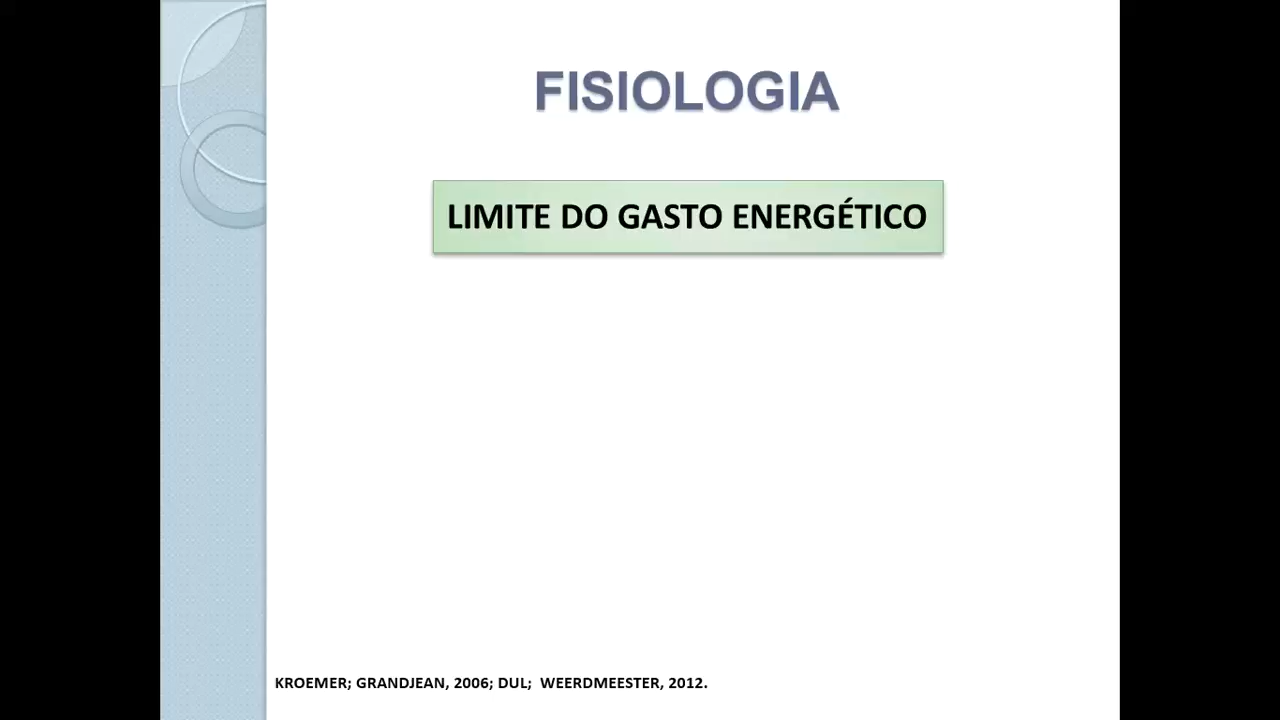 FISIOLOGIA
LIMITE DO GASTO ENERGÉTICO
KROEMER; GRANDJEAN, 2006; DUL;  WEERDMEESTER, 2012.